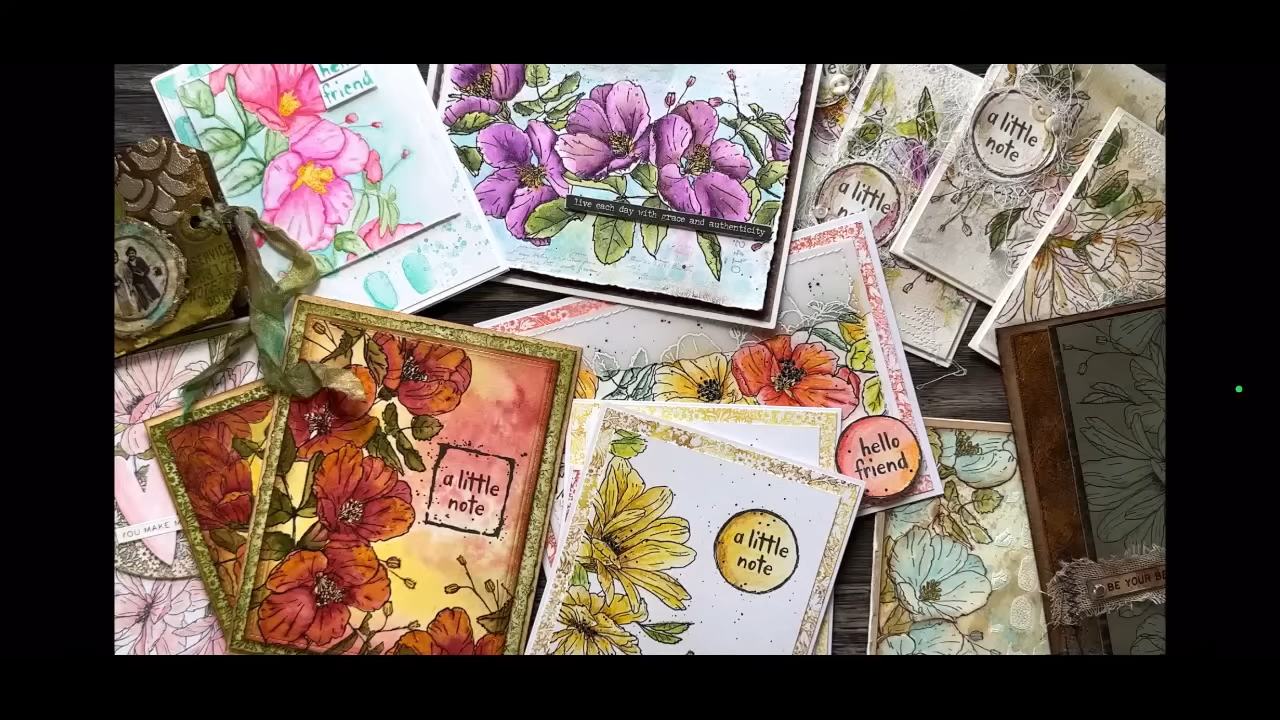 hello
friend
live each day with grace and authenticity
a little
note
a little
note
hello
friend
a little
note
a little
note
YOU MAKE
BE YOUR